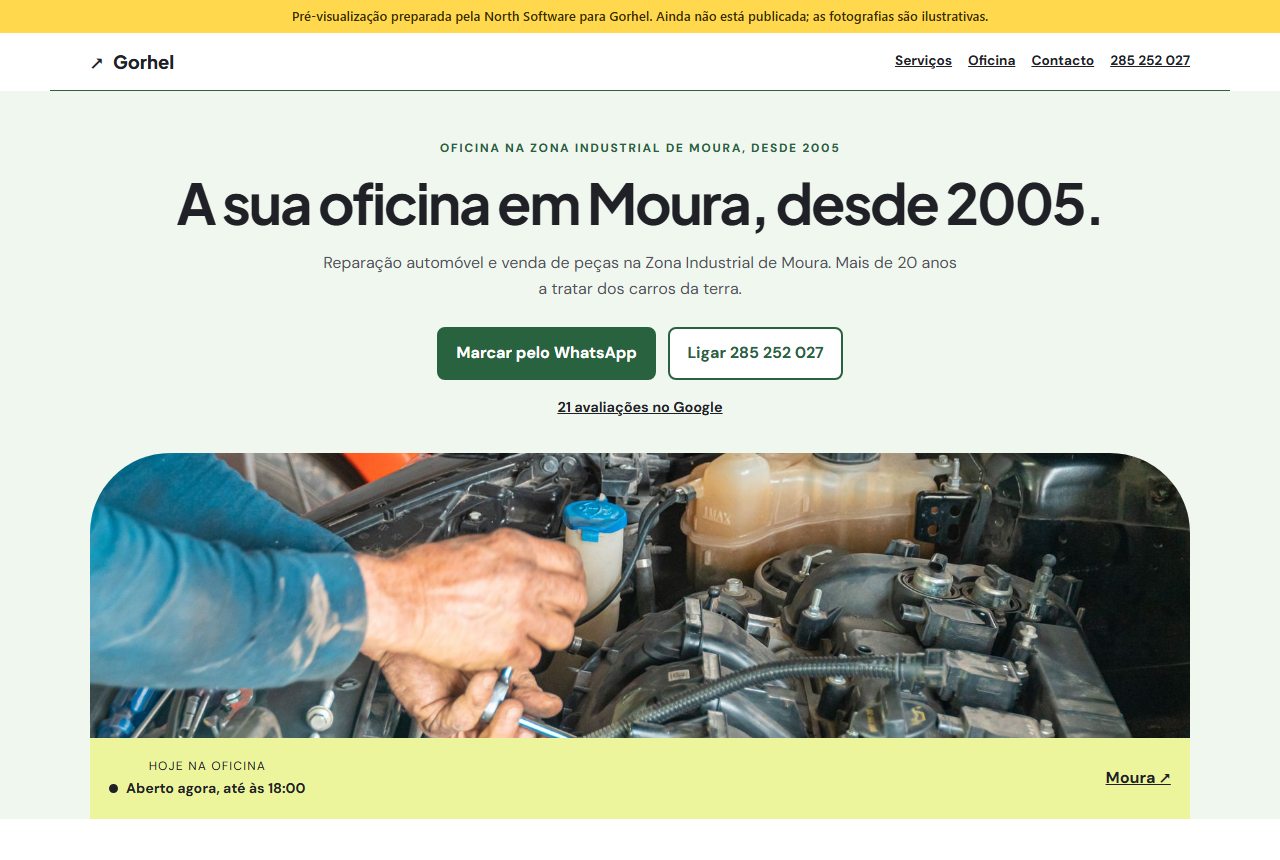 Pré-visualização preparada pela North Software para Gorhel. Ainda não está publicada; as fotografias são ilustrativas.
↗ Gorhel
Serviços Oficina Contacto 285 252 027
OFICINA NA ZONA INDUSTRIAL DE MOURA, DESDE 2005
A sua oficina em Moura, desde 2005.
Reparação automóvel e venda de peças na Zona Industrial de Moura. Mais de 20 anos
a tratar dos carros da terra.
Marcar pelo WhatsApp
Ligar 285 252 027
21 avaliações no Google
HOJE NA OFICINA
Aberto agora, até às 18:00
Moura ↗